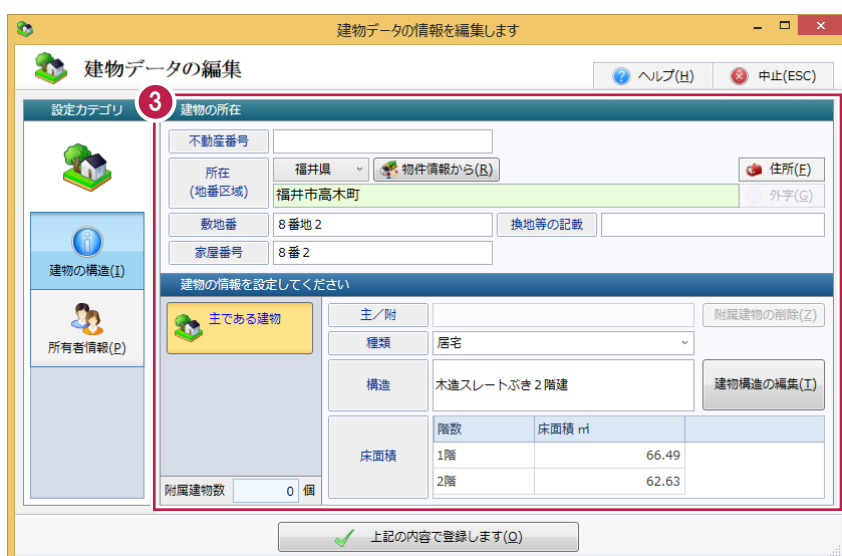 建物データの情報を編集します
建物データの編集
ヘルプ(H)
中止(ESC)
設定カテゴリ
3
建物の所在
不動産番号
所在
(地番区域)
福井県
物件情報から(R)
住所(F)
福井市高木町
外字(G)
敷地番
8番地2
換地等の記載
家屋番号
8番2
建物の構造(I)
所有者情報(P)
建物の情報を設定してください
主である建物
主／附
附属建物の削除(Z)
種類
居宅
構造
木造スレートぶき2階建
建物構造の編集(T)
床面積
階数
床面積 ㎡
1階
66.49
2階
62.63
附属建物数
0
個
上記の内容で登録します(O)